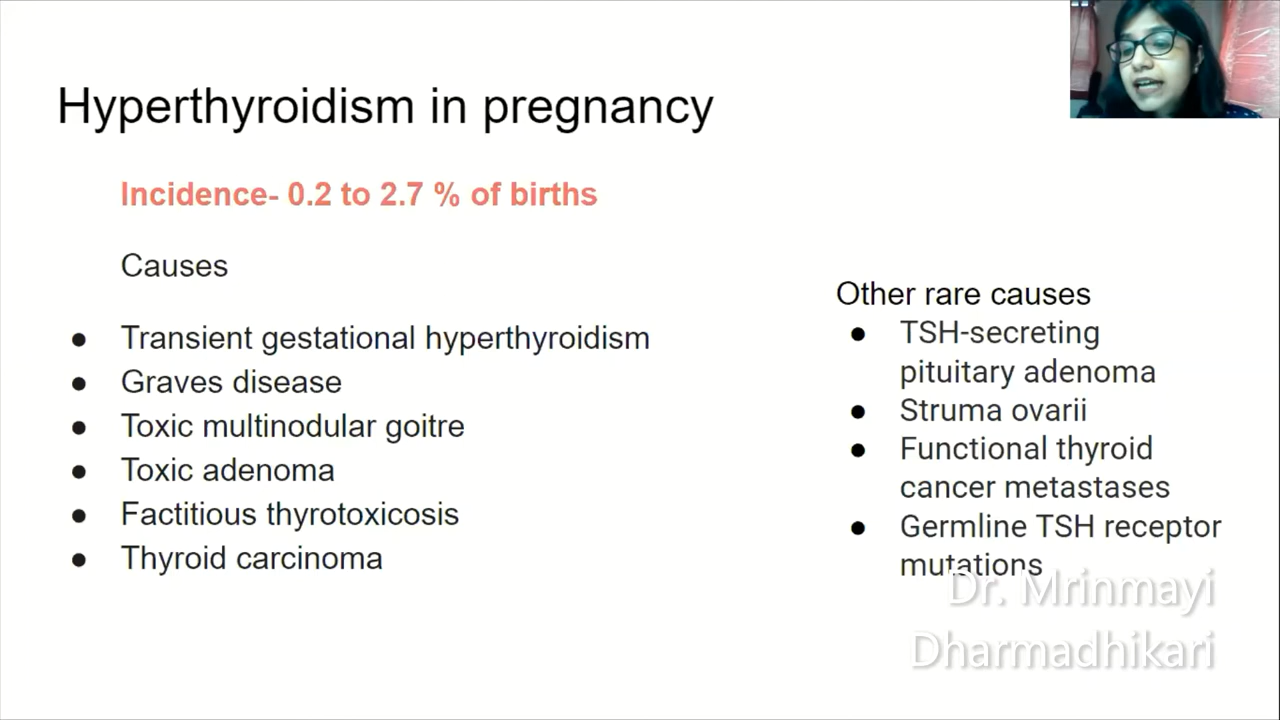 Hyperthyroidism in pregnancy
Incidence- 0.2 to 2.7 % of births
Causes
● Transient gestational hyperthyroidism
● Graves disease
● Toxic multinodular goitre
● Toxic adenoma
● Factitious thyrotoxicosis
● Thyroid carcinoma
Other rare causes
● TSH-secreting
pituitary adenoma
● Struma ovarii
● Functional thyroid
cancer metastases
● Germline TSH receptor
mutations
Dr. Mrinmayi
Dharmadhikari